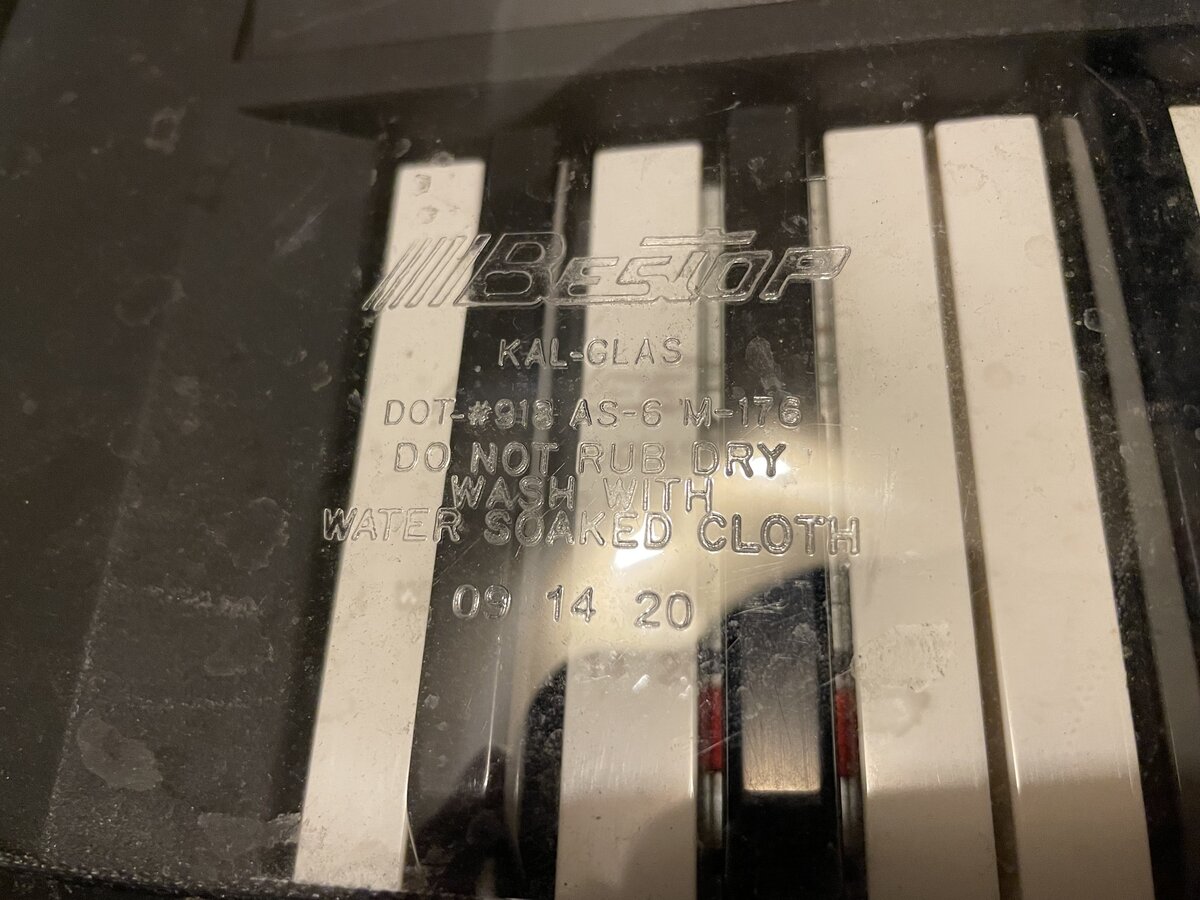 BESTOP
KAL-GLAS
DOT-#918 AS-6 M-176
DO NOT RUB DRY
WASH WITH
WATER SOAKED CLOTH
09 14 20